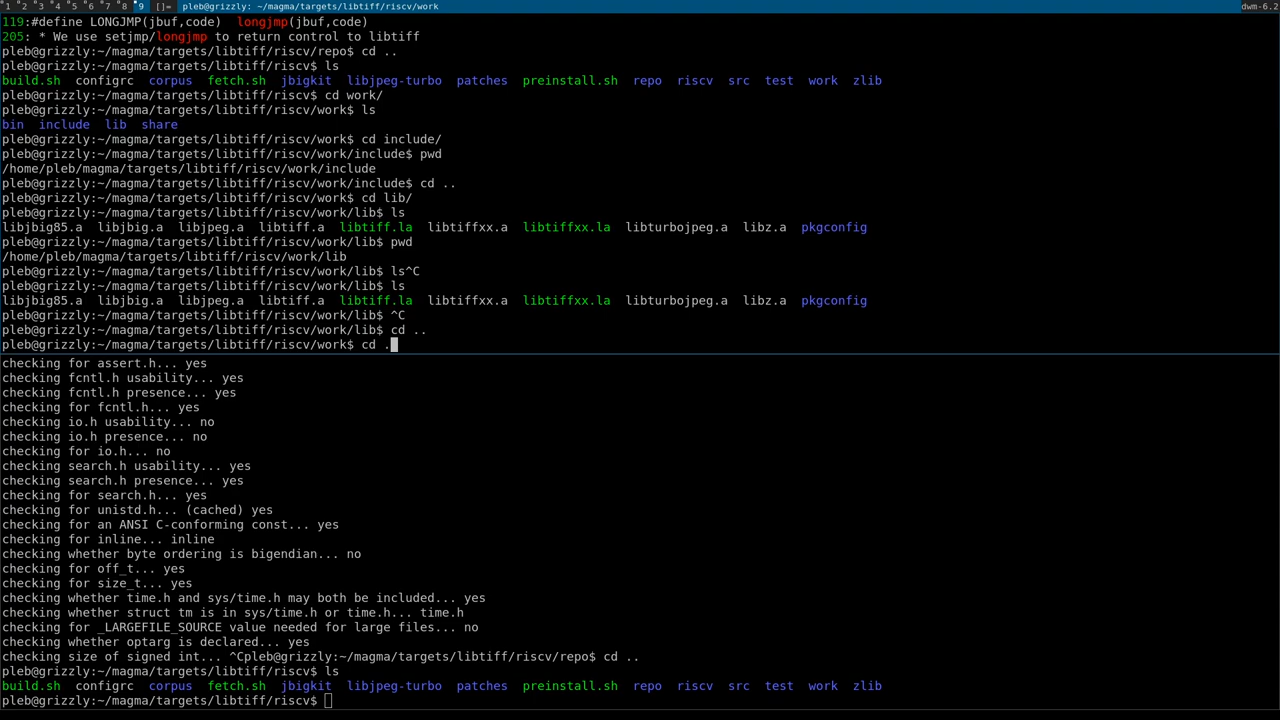 1 2 3 4 5 6 7 8 9 []= pleb@grizzly: ~/magma/targets/libtiff/riscv/work dwm-6.2
119:#define LONGJMP(jbuf,code)  longjmp(jbuf,code)
205: * We use setjmp/longjmp to return control to libtiff
pleb@grizzly:~/magma/targets/libtiff/riscv/repo$ cd ..
pleb@grizzly:~/magma/targets/libtiff/riscv$ ls
build.sh  configrc  corpus  fetch.sh  jbigkit  libjpeg-turbo  patches  preinstall.sh  repo  riscv  src  test  work  zlib
pleb@grizzly:~/magma/targets/libtiff/riscv$ cd work/
pleb@grizzly:~/magma/targets/libtiff/riscv/work$ ls
bin  include  lib  share
pleb@grizzly:~/magma/targets/libtiff/riscv/work$ cd include/
pleb@grizzly:~/magma/targets/libtiff/riscv/work/include$ pwd
/home/pleb/magma/targets/libtiff/riscv/work/include
pleb@grizzly:~/magma/targets/libtiff/riscv/work/include$ cd ..
pleb@grizzly:~/magma/targets/libtiff/riscv/work$ cd lib/
pleb@grizzly:~/magma/targets/libtiff/riscv/work/lib$ ls
libjbig85.a  libjbig.a  libjpeg.a  libtiff.a  libtiff.la  libtiffxx.a  libtiffxx.la  libturbojpeg.a  libz.a  pkgconfig
pleb@grizzly:~/magma/targets/libtiff/riscv/work/lib$ pwd
/home/pleb/magma/targets/libtiff/riscv/work/lib
pleb@grizzly:~/magma/targets/libtiff/riscv/work/lib$ ls^C
pleb@grizzly:~/magma/targets/libtiff/riscv/work/lib$ ls
libjbig85.a  libjbig.a  libjpeg.a  libtiff.a  libtiff.la  libtiffxx.a  libtiffxx.la  libturbojpeg.a  libz.a  pkgconfig
pleb@grizzly:~/magma/targets/libtiff/riscv/work/lib$ ^C
pleb@grizzly:~/magma/targets/libtiff/riscv/work/lib$ cd ..
pleb@grizzly:~/magma/targets/libtiff/riscv/work$ cd .
checking for assert.h... yes
checking fcntl.h usability... yes
checking fcntl.h presence... yes
checking for fcntl.h... yes
checking io.h usability... no
checking io.h presence... no
checking for io.h... no
checking search.h usability... yes
checking search.h presence... yes
checking for search.h... yes
checking for unistd.h... (cached) yes
checking for an ANSI C-conforming const... yes
checking for inline... inline
checking whether byte ordering is bigendian... no
checking for off_t... yes
checking for size_t... yes
checking whether time.h and sys/time.h may both be included... yes
checking whether struct tm is in sys/time.h or time.h... time.h
checking for _LARGEFILE_SOURCE value needed for large files... no
checking whether optarg is declared... yes
checking size of signed int... ^Cpleb@grizzly:~/magma/targets/libtiff/riscv/repo$ cd ..
pleb@grizzly:~/magma/targets/libtiff/riscv$ ls
build.sh  configrc  corpus  fetch.sh  jbigkit  libjpeg-turbo  patches  preinstall.sh  repo  riscv  src  test  work  zlib
pleb@grizzly:~/magma/targets/libtiff/riscv$